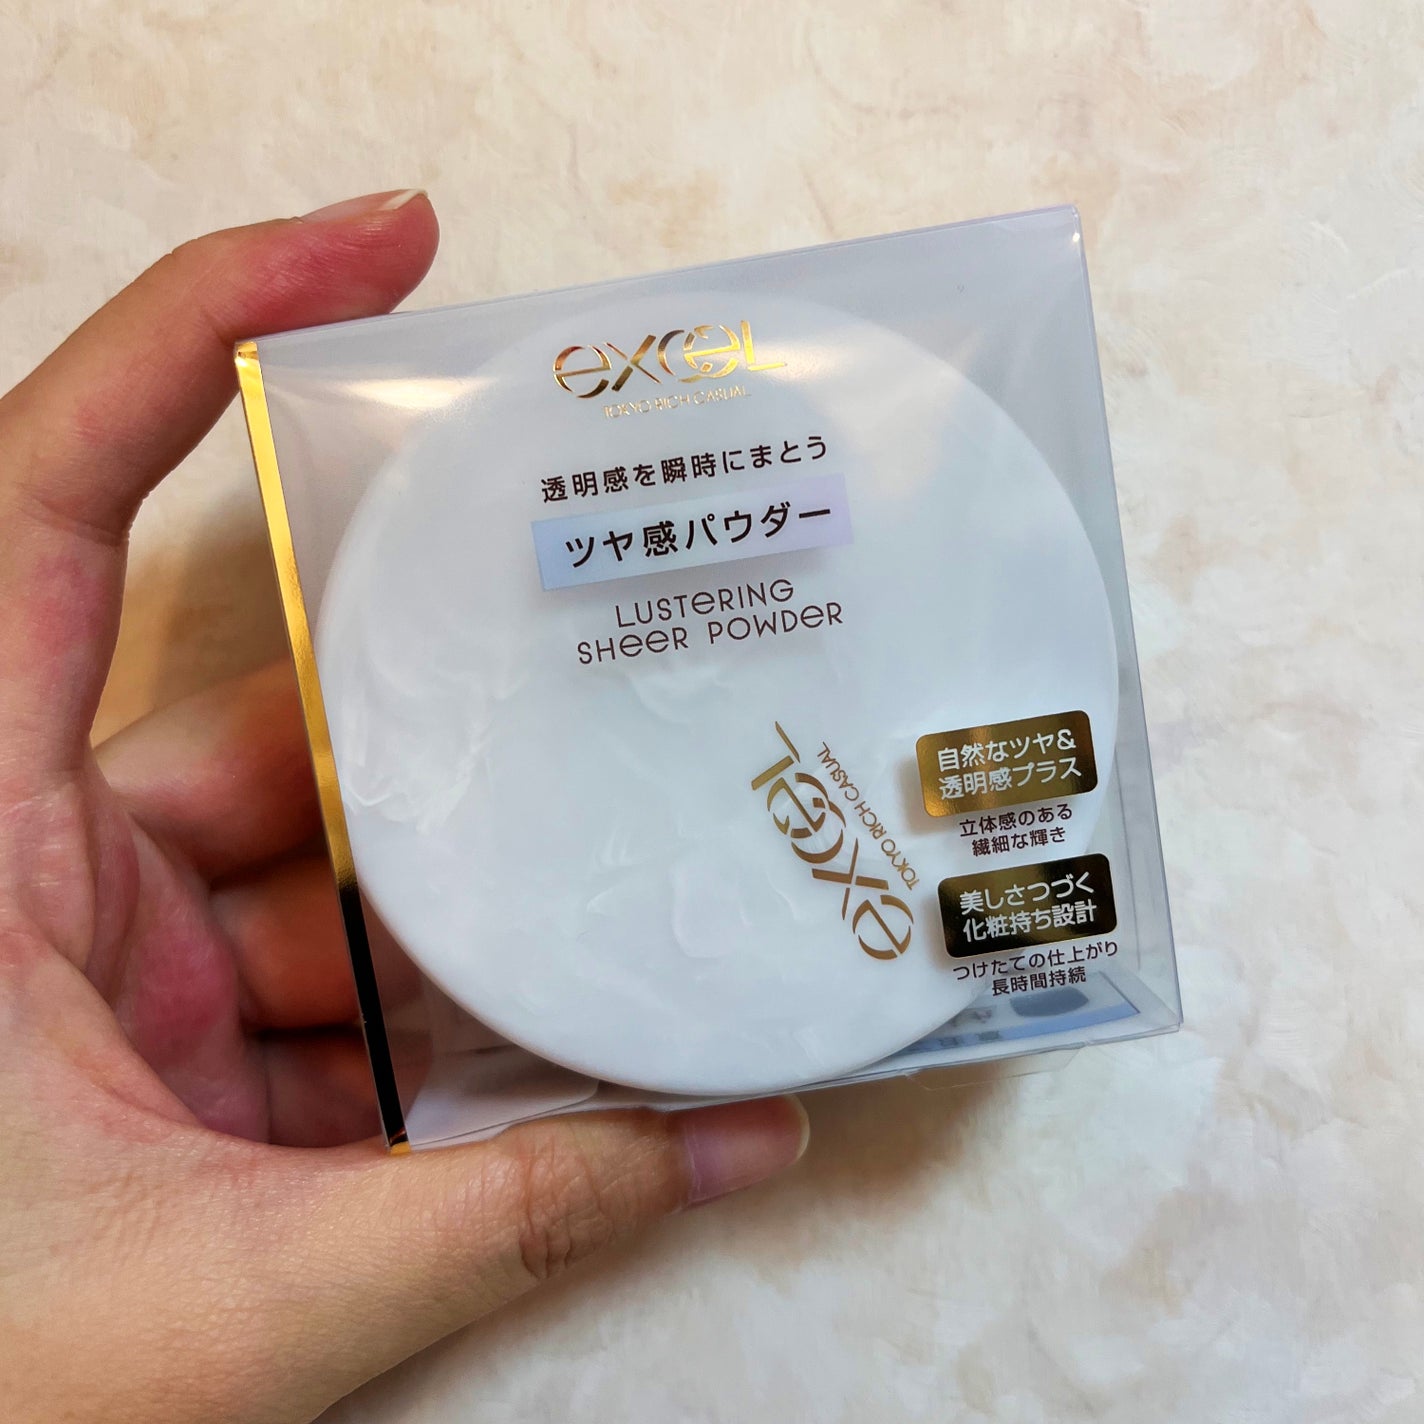 excel
TOKYO RICH CASUAL
透明感を瞬時にまとう
ツヤ感パウダー
LUSTERING
SHEER POWDER
excel
TOKYO RICH CASUAL
自然なツヤ&
透明感プラス
立体感のある
繊細な輝き
美しさつづく
化粧持ち設計
つけたての仕上がり
長時間持続